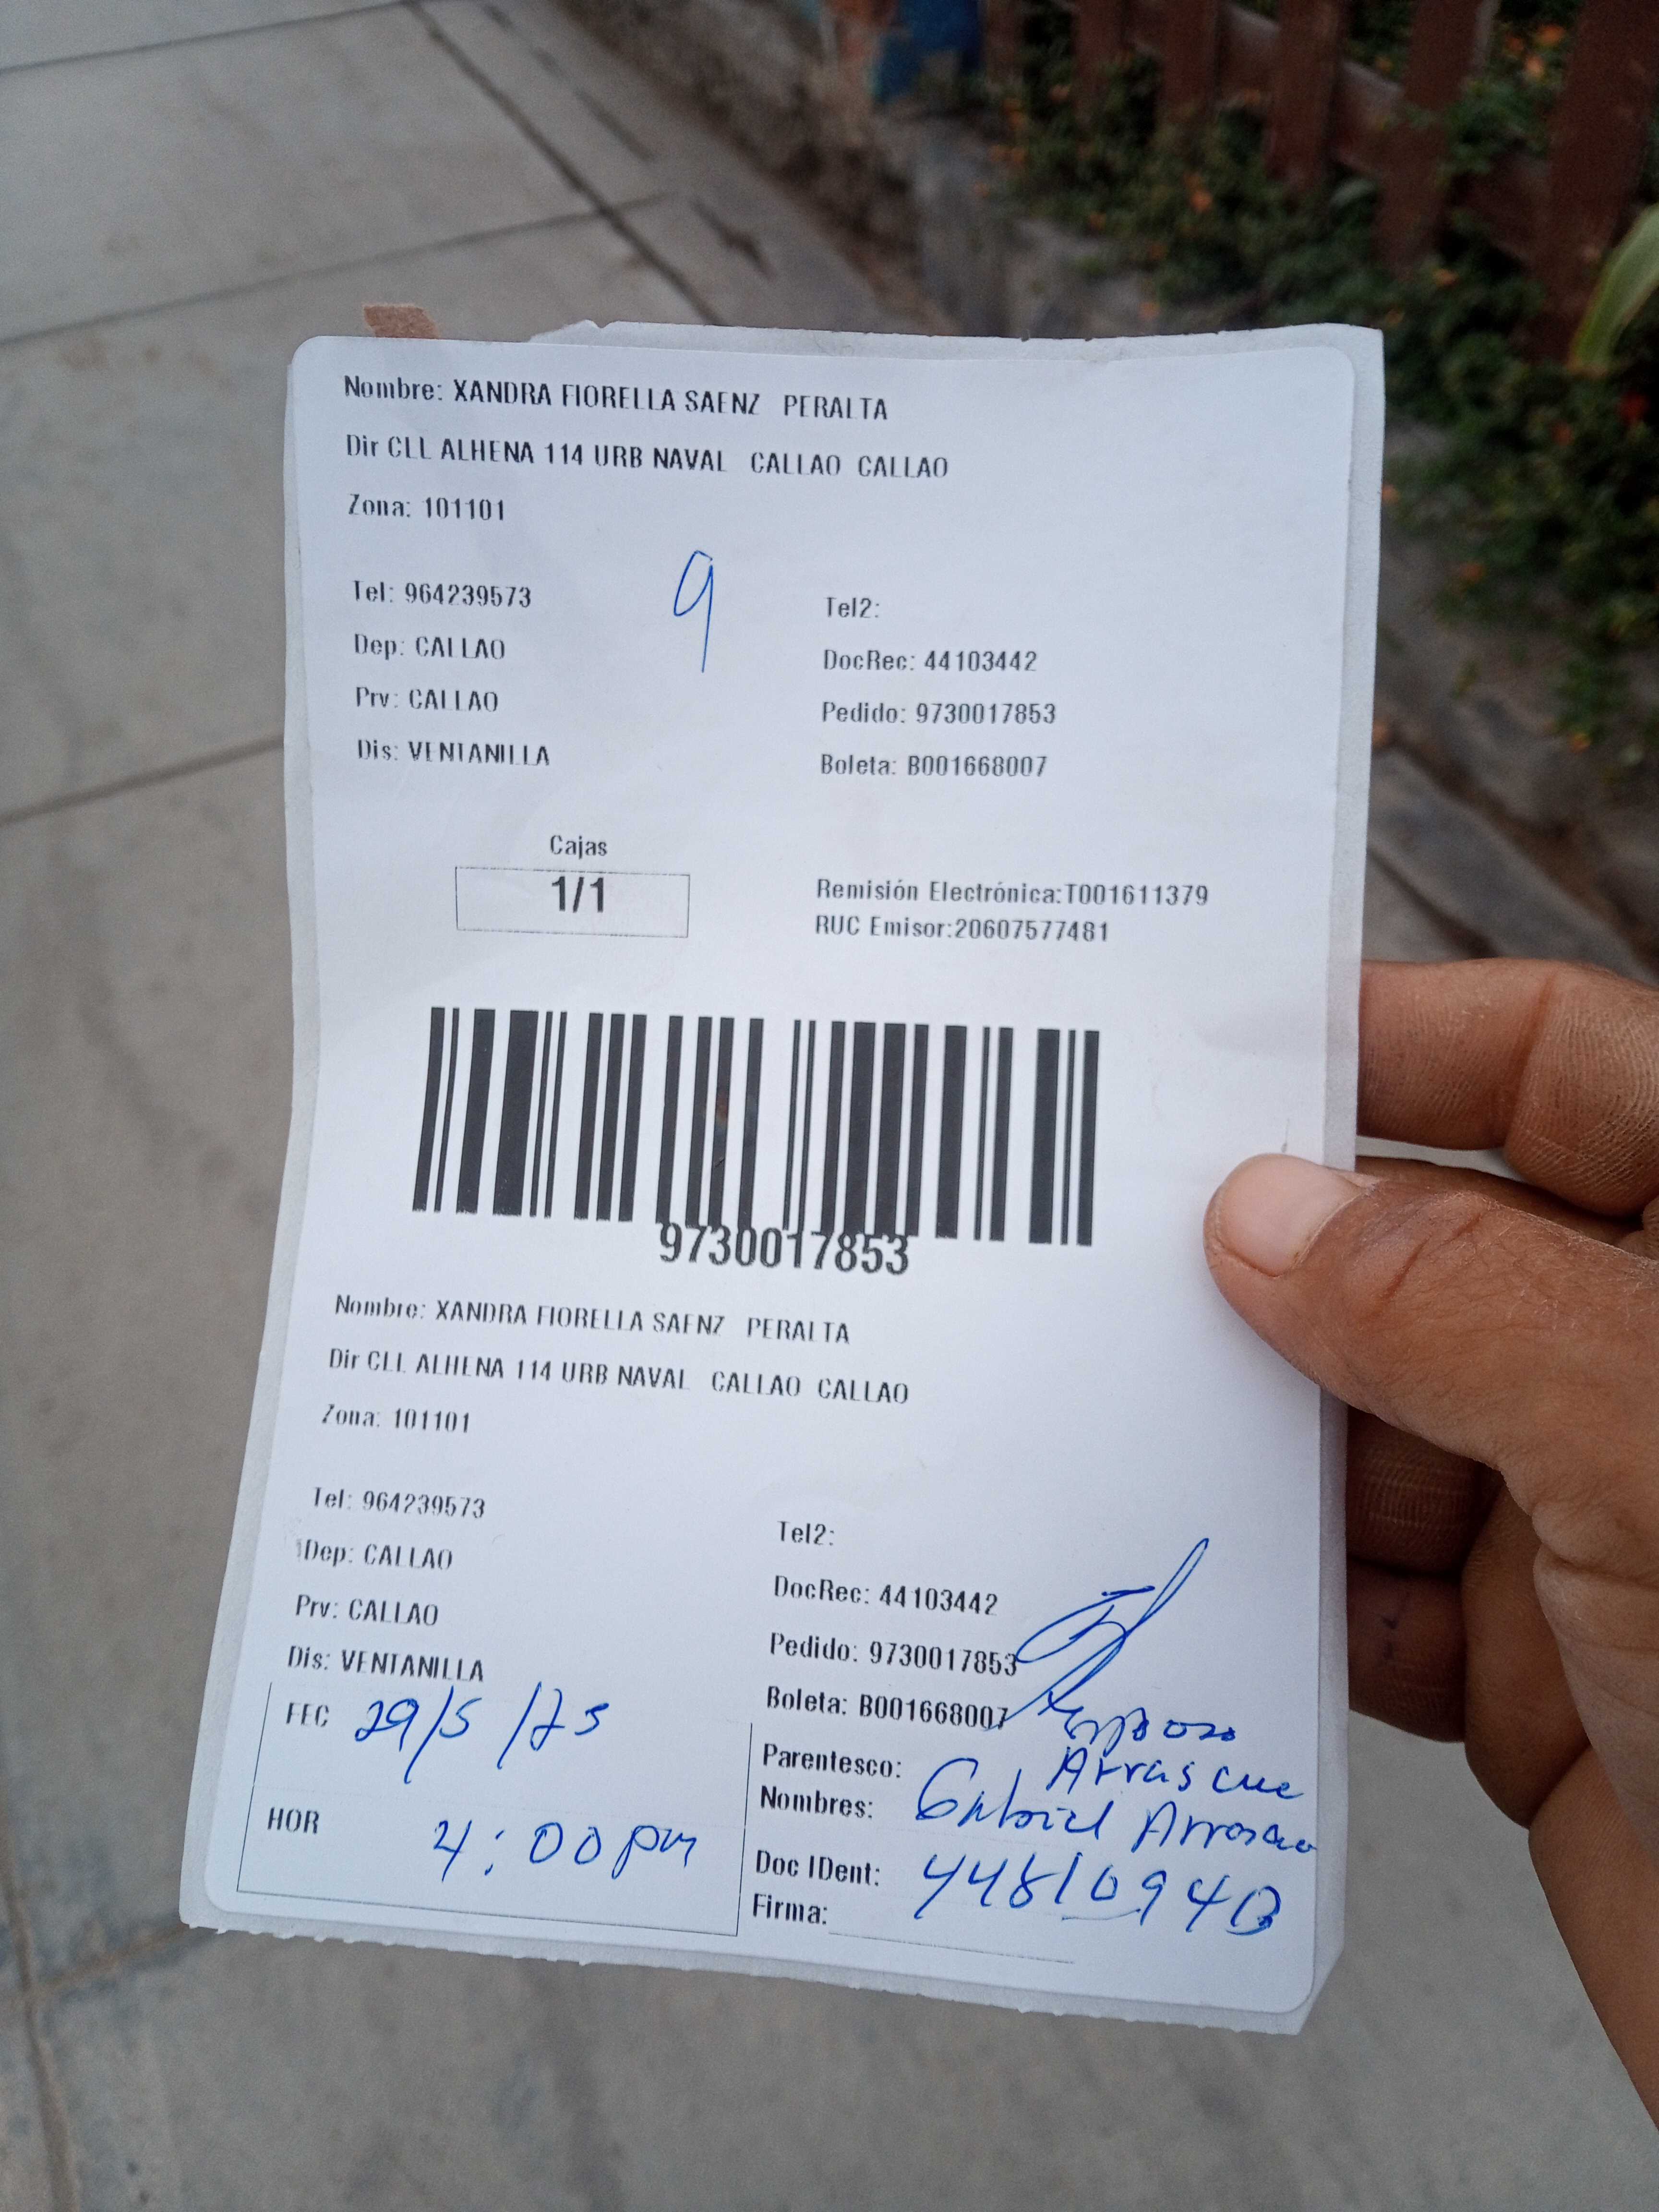 Nombre: XANDRA FIORELLA SAENZ PERALTA
Dir CLL ALHENA 114 URB NAVAL CALLAO CALLAO
Zona: 101101
9
Tel: 964239573 Tel2:
Dep: CALLAO DocRec: 44103442
Prv: CALLAO Pedido: 9730017853
Dis: VENTANILLA Boleta: B001668007
Cajas
1/1
Remisión Electrónica:T001611379
RUC Emisor:20607577481
9730017853
Nombre: XANDRA FIORELLA SAENZ PERALTA
Dir CLL ALHENA 114 URB NAVAL CALLAO CALLAO
Zona: 101101
Tel: 964239573 Tel2:
Dep: CALLAO DocRec: 44103442
Prv: CALLAO Pedido: 9730017853
Dis: VENTANILLA Boleta: B001668007
FEC 29/5/25
HOR 4:00pm
Esposo
Parentesco: Arrascue
Nombres: Gabriel
Doc IDent:
Firma: